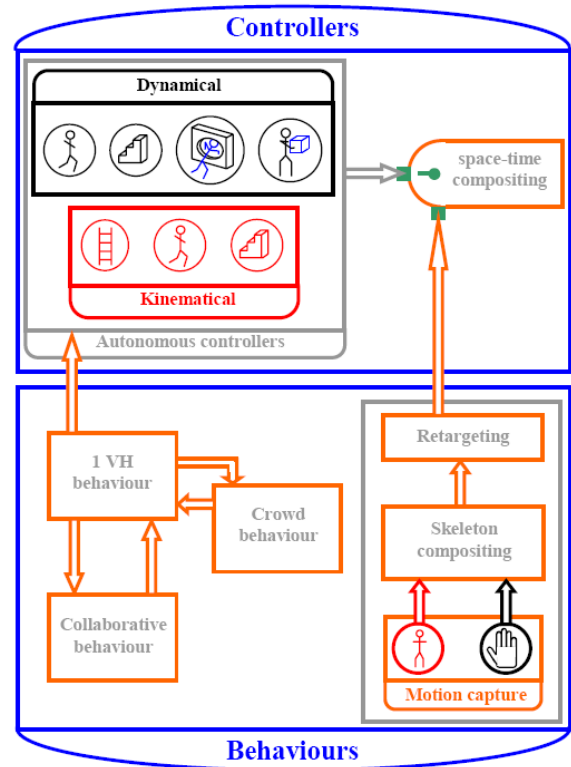 Controllers
Dynamical
space-time
compositing
Kinematical
Autonomous controllers
1 VH
behaviour
Crowd
behaviour
Collaborative
behaviour
Retargeting
Skeleton
compositing
Motion capture
Behaviours